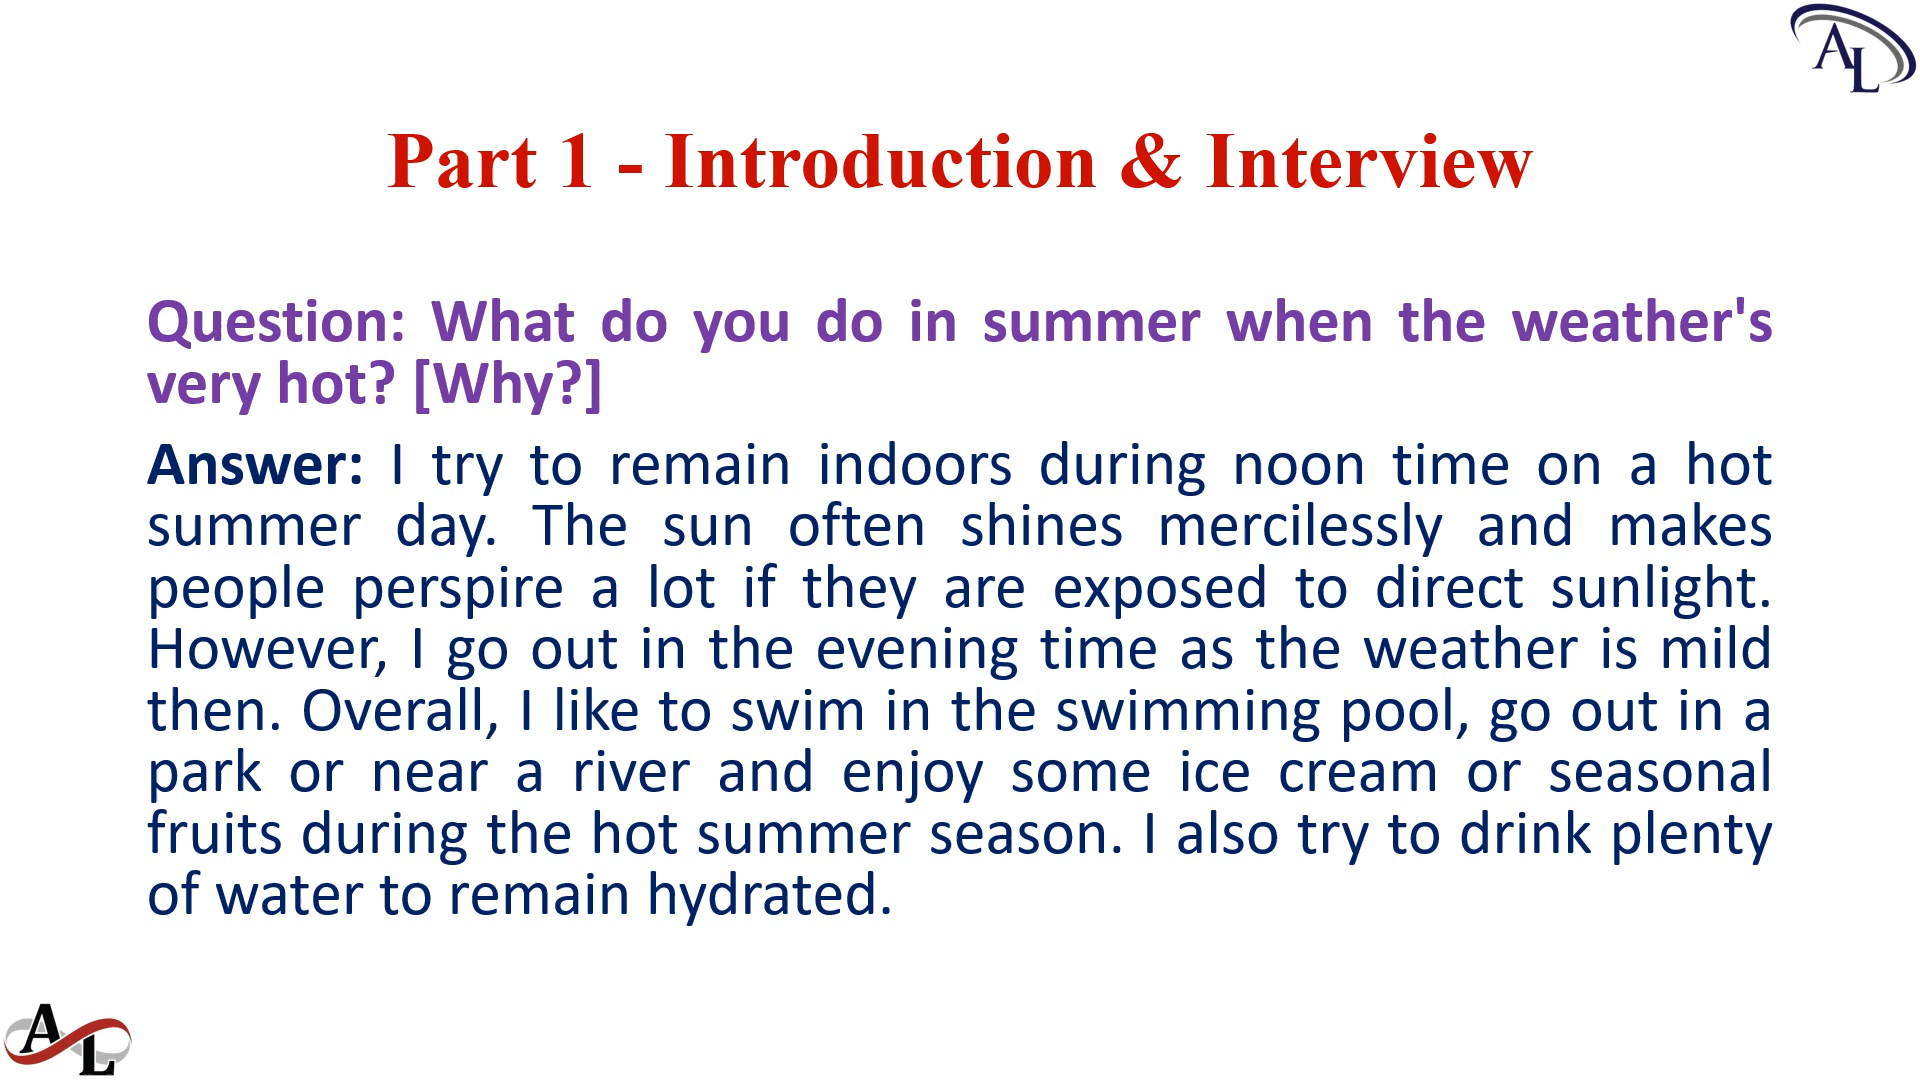 AL
Part 1 - Introduction & Interview
Question: What do you do in summer when the weather's
very hot? [Why?]
Answer: I try to remain indoors during noon time on a hot
summer day. The sun often shines mercilessly and makes
people perspire a lot if they are exposed to direct sunlight.
However, I go out in the evening time as the weather is mild
then. Overall, I like to swim in the swimming pool, go out in a
park or near a river and enjoy some ice cream or seasonal
fruits during the hot summer season. I also try to drink plenty
of water to remain hydrated.
AL